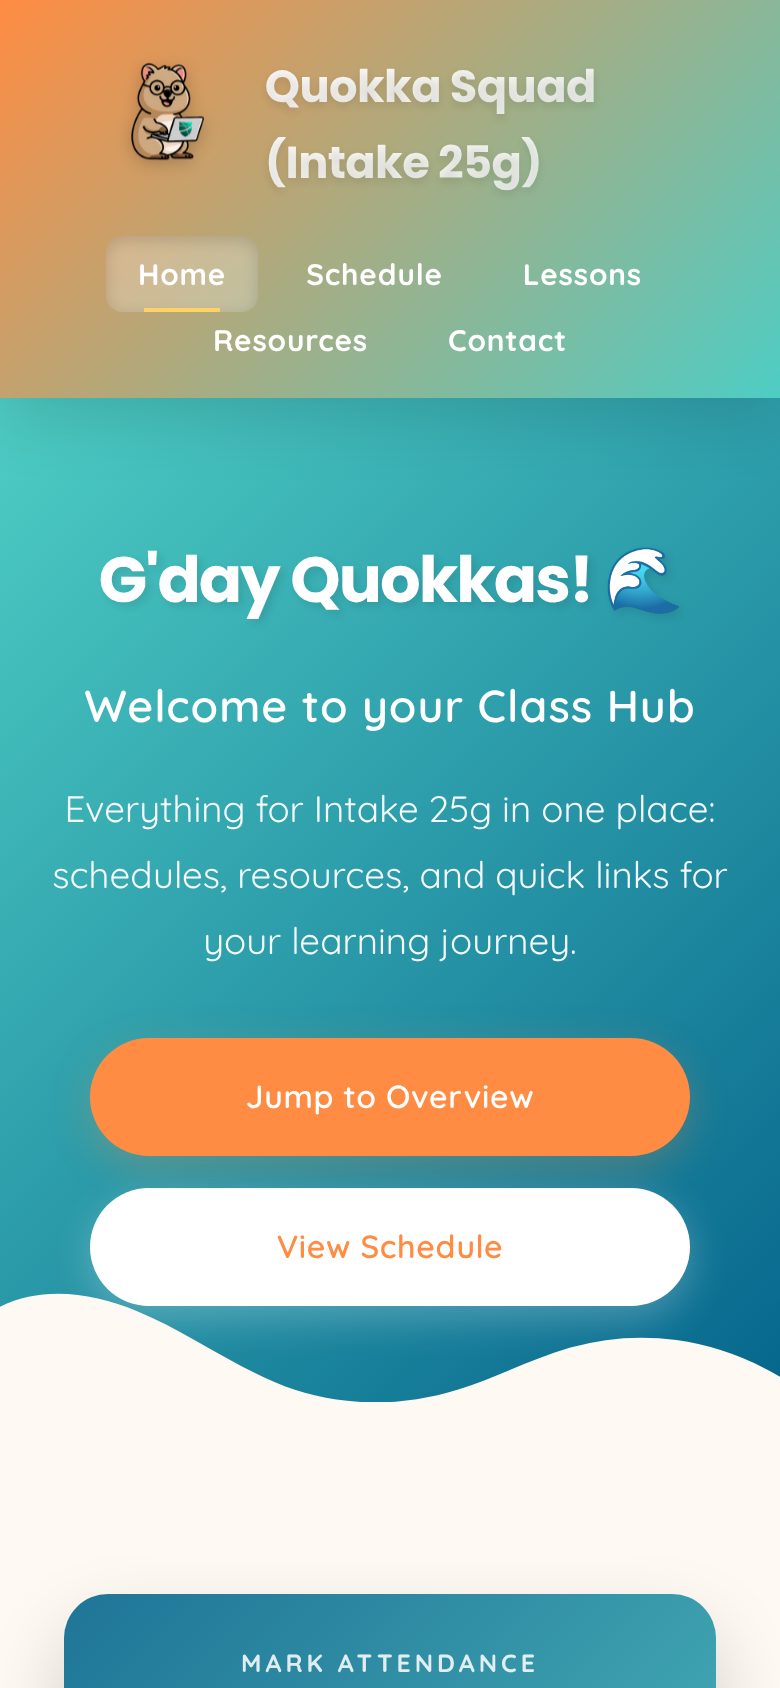 Quokka Squad
(Intake 25g)
Home
Schedule
Lessons
Resources
Contact
G'day Quokkas! 🌊
Welcome to your Class Hub
Everything for Intake 25g in one place:
schedules, resources, and quick links for
your learning journey.
Jump to Overview
View Schedule
MARK ATTENDANCE